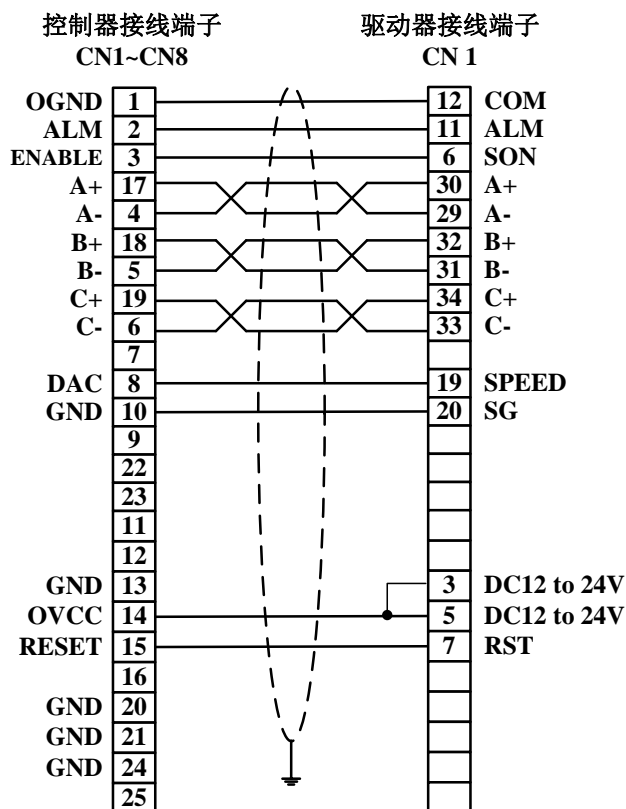 控制器接线端子 驱动器接线端子
CN1~CN8 CN 1
OGND 1 12 COM
ALM 2 11 ALM
ENABLE 3 6 SON
A+ 17 30 A+
A- 4 29 A-
B+ 18 32 B+
B- 5 31 B-
C+ 19 34 C+
C- 6 33 C-
7
DAC 8 19 SPEED
GND 10 20 SG
9
22
23
11
12
GND 13 3 DC12 to 24V
OVCC 14 5 DC12 to 24V
RESET 15 7 RST
16
GND 20
GND 21
GND 24
25